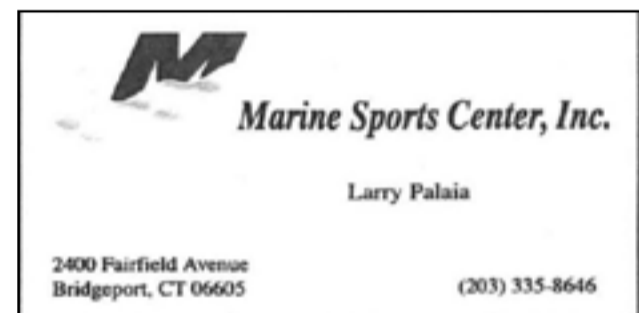 M
Marine Sports Center, Inc.
Larry Palaia
2400 Fairfield Avenue
Bridgeport, CT 06605
(203) 335-8646